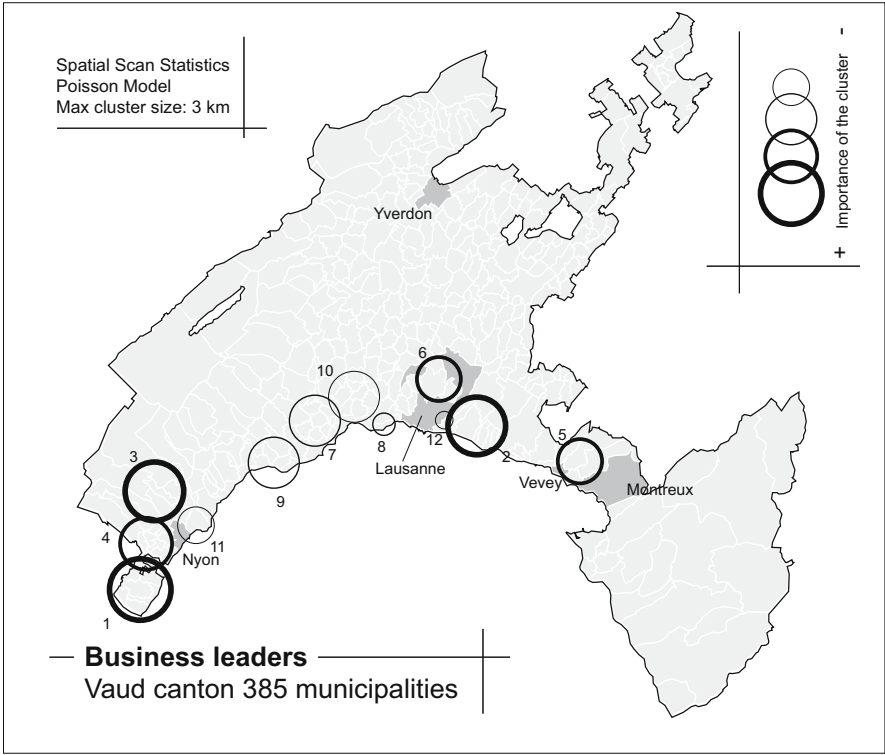 Spatial Scan Statistics
Poisson Model
Max cluster size: 3 km
-
Importance of the cluster
+
Yverdon
6
10
12
Lausanne
2
8
7
5
Vevey
Montreux
9
3
4
11
Nyon
1
Business leaders
Vaud canton 385 municipalities